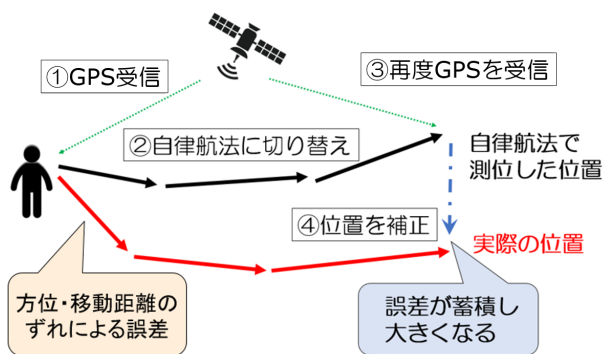 ①GPS受信
③再度GPSを受信
②自律航法に切り替え
自律航法で
測位した位置
④位置を補正
実際の位置
方位・移動距離の
ずれによる誤差
誤差が蓄積し
大きくなる